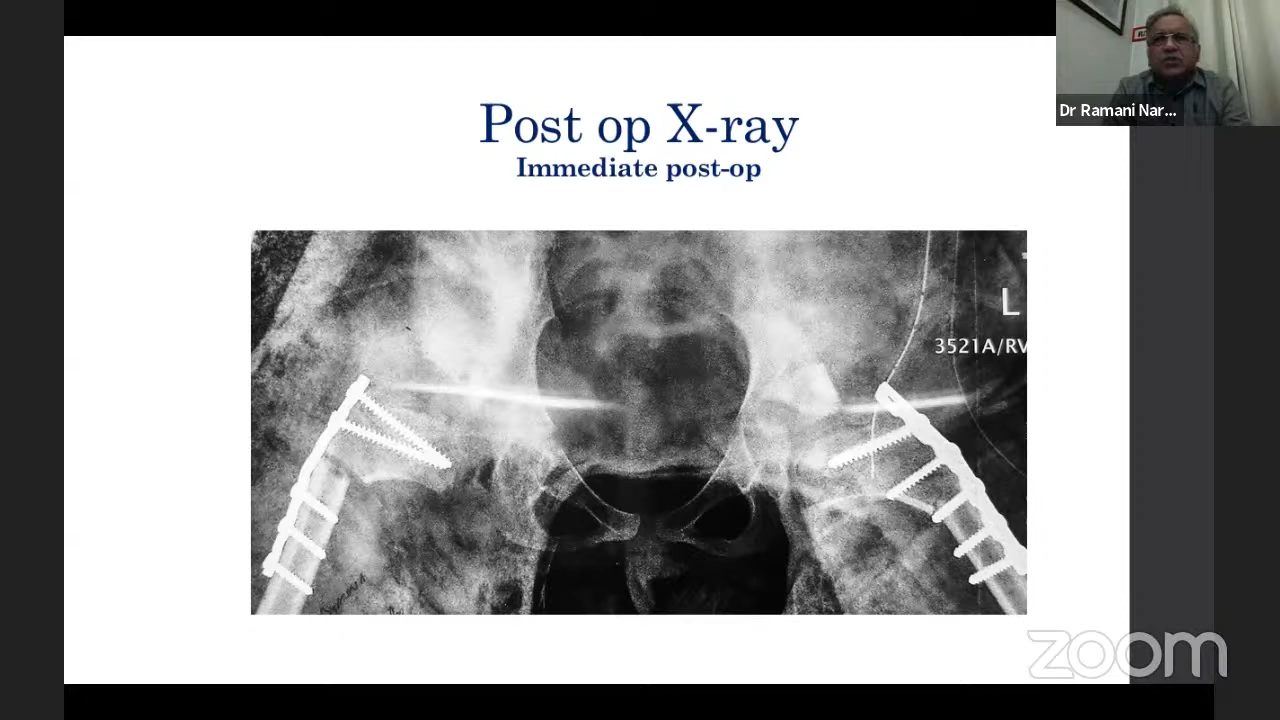 Dr Ramani Nar...
Post op X-ray
Immediate post-op
L
3521A/RV
zoom